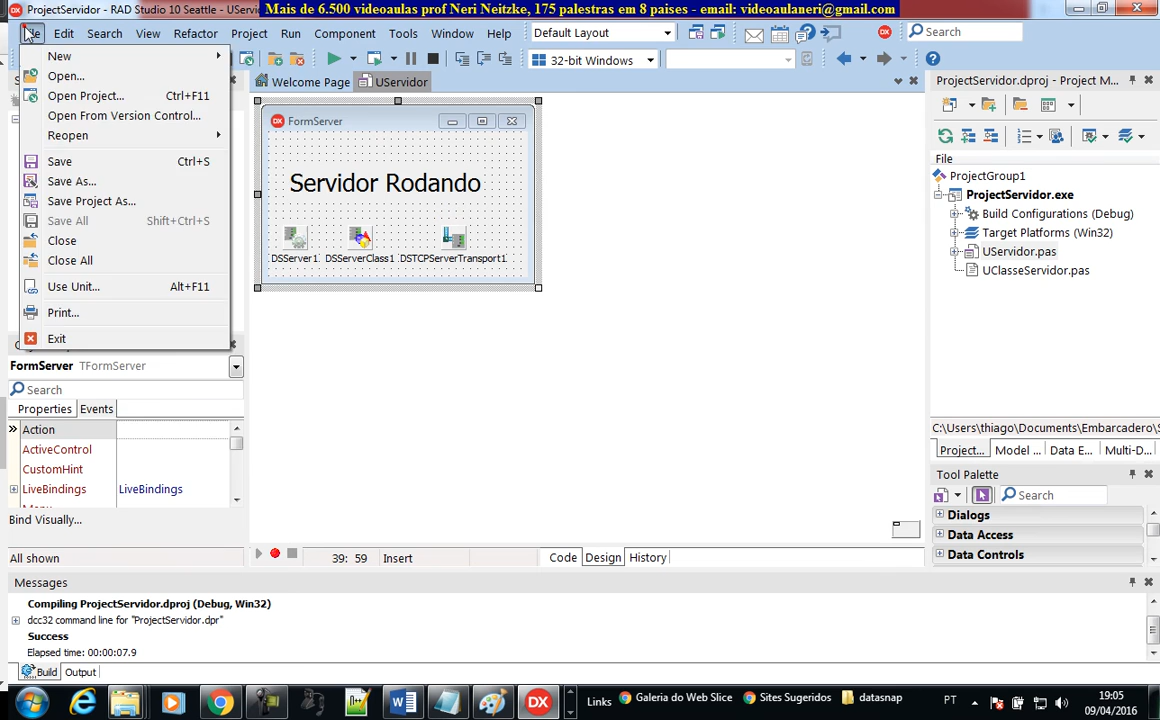 ProjectServidor - RAD Studio 10 Seattle - UServi
Mais de 6.500 videoaulas prof Neri Neitzke, 175 palestras em 8 paises - email: videoaulaneri@gmail.com
Edit Search View Refactor Project Run Component Tools Window Help
Default Layout
Search
32-bit Windows
New
Open...
Open Project... Ctrl+F11
Open From Version Control...
Reopen
Save Ctrl+S
Save As...
Save Project As...
Save All Shift+Ctrl+S
Close
Close All
Use Unit... Alt+F11
Print...
Exit
Welcome Page UServidor
FormServer
Servidor Rodando
DSServer1 DSServerClass1 DSTCPServerTransport1
FormServer TFormServer
Search
Properties Events
Action
ActiveControl
CustomHint
LiveBindings LiveBindings
Bind Visually...
All shown
39: 59 Insert
Code Design History
ProjectServidor.dproj - Project M...
File
ProjectGroup1
ProjectServidor.exe
Build Configurations (Debug)
Target Platforms (Win32)
UServidor.pas
UClasseServidor.pas
C:\Users\thiago\Documents\Embarcadero\S
Project... Model ... Data E... Multi-D...
Tool Palette
Search
Dialogs
Data Access
Data Controls
Messages
Compiling ProjectServidor.dproj (Debug, Win32)
dcc32 command line for "ProjectServidor.dpr"
Success
Elapsed time: 00:00:07.9
Build Output
Links Galeria do Web Slice Sites Sugeridos datasnap PT
19:05
09/04/2016